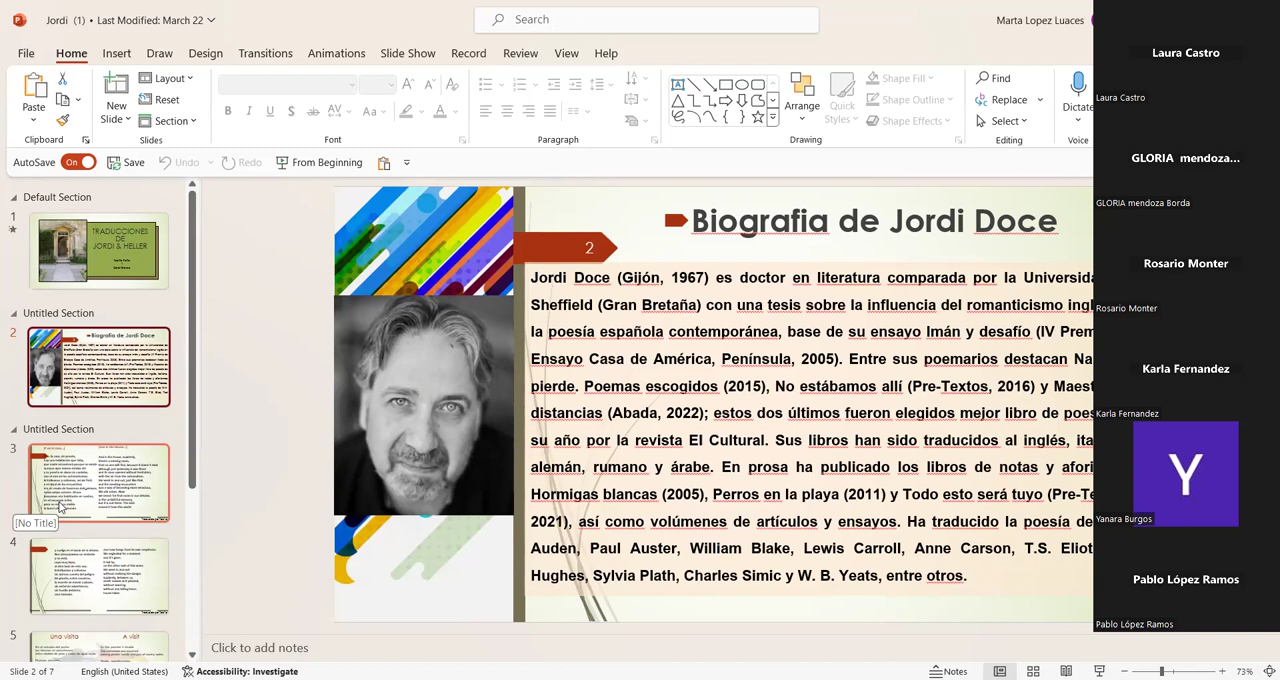 Jordi (1) • Last Modified: March 22
Search
Marta Lopez Luaces
File Home Insert Draw Design Transitions Animations Slide Show Record Review View Help
Paste
New
Slide
Layout
Reset
Section
Shape Fill
Shape Outline
Shape Effects
Arrange
Quick
Styles
Find
Replace
Select
Dictate
Clipboard Slides Font Paragraph Drawing Editing Voice
AutoSave On Save Undo Redo From Beginning
Default Section
1
TRADUCCIONES
DE
JORDI & HELLER
Untitled Section
2
Biografia de Jordi Doce
Untitled Section
3
[No Title]
4
5
Una visita A visit
2
Biografia de Jordi Doce
Jordi Doce (Gijón, 1967) es doctor en literatura comparada por la Universida
Sheffield (Gran Bretaña) con una tesis sobre la influencia del romanticismo ingl
la poesía española contemporánea, fruto de su ensayo Imán y desafío (IV Prem
Ensayo Casa de América, Península, 2005). Entre sus poemarios destacan Na
pierde. Poemas escogidos (2015), No estábamos allí (Pre-Textos, 2016) y Maest
distancias (Abada, 2022); estos dos últimos fueron elegidos mejor libro de poes
su año por la revista El Cultural. Sus libros han sido traducidos al inglés, ita
alemán, rumano y árabe. En prosa ha publicado los libros de notas y afori
Hormigas blancas (2005), Perros en la playa (2011) y Todo esto será tuyo (Pre-Te
2021), así como volúmenes de artículos y ensayos. Ha traducido la poesía de
Auden, Paul Auster, William Blake, Lewis Carroll, Anne Carson, T.S. Eliot
Hughes, Sylvia Plath, Charles Simic y W. B. Yeats, entre otros.
Click to add notes
Slide 2 of 7 English (United States) Accessibility: Investigate Notes 73%
Laura Castro
Laura Castro
GLORIA mendoza...
GLORIA mendoza Borda
Rosario Monter
Rosario Monter
Karla Fernandez
Karla Fernandez
Y
Yanara Burgos
Pablo López Ramos
Pablo López Ramos